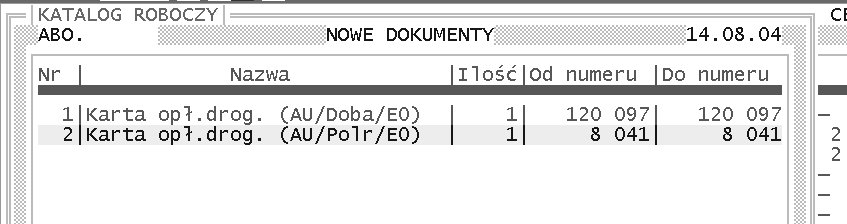 KATALOG ROBOCZY
ABO. NOWE DOKUMENTY 14.08.04
Nr | Nazwa |Ilość|Od numeru |Do numeru
1|Karta opł.drog. (AU/Doba/E0) | 1| 120 097| 120 097
2|Karta opł.drog. (AU/Polr/E0) | 1| 8 041| 8 041
2
2